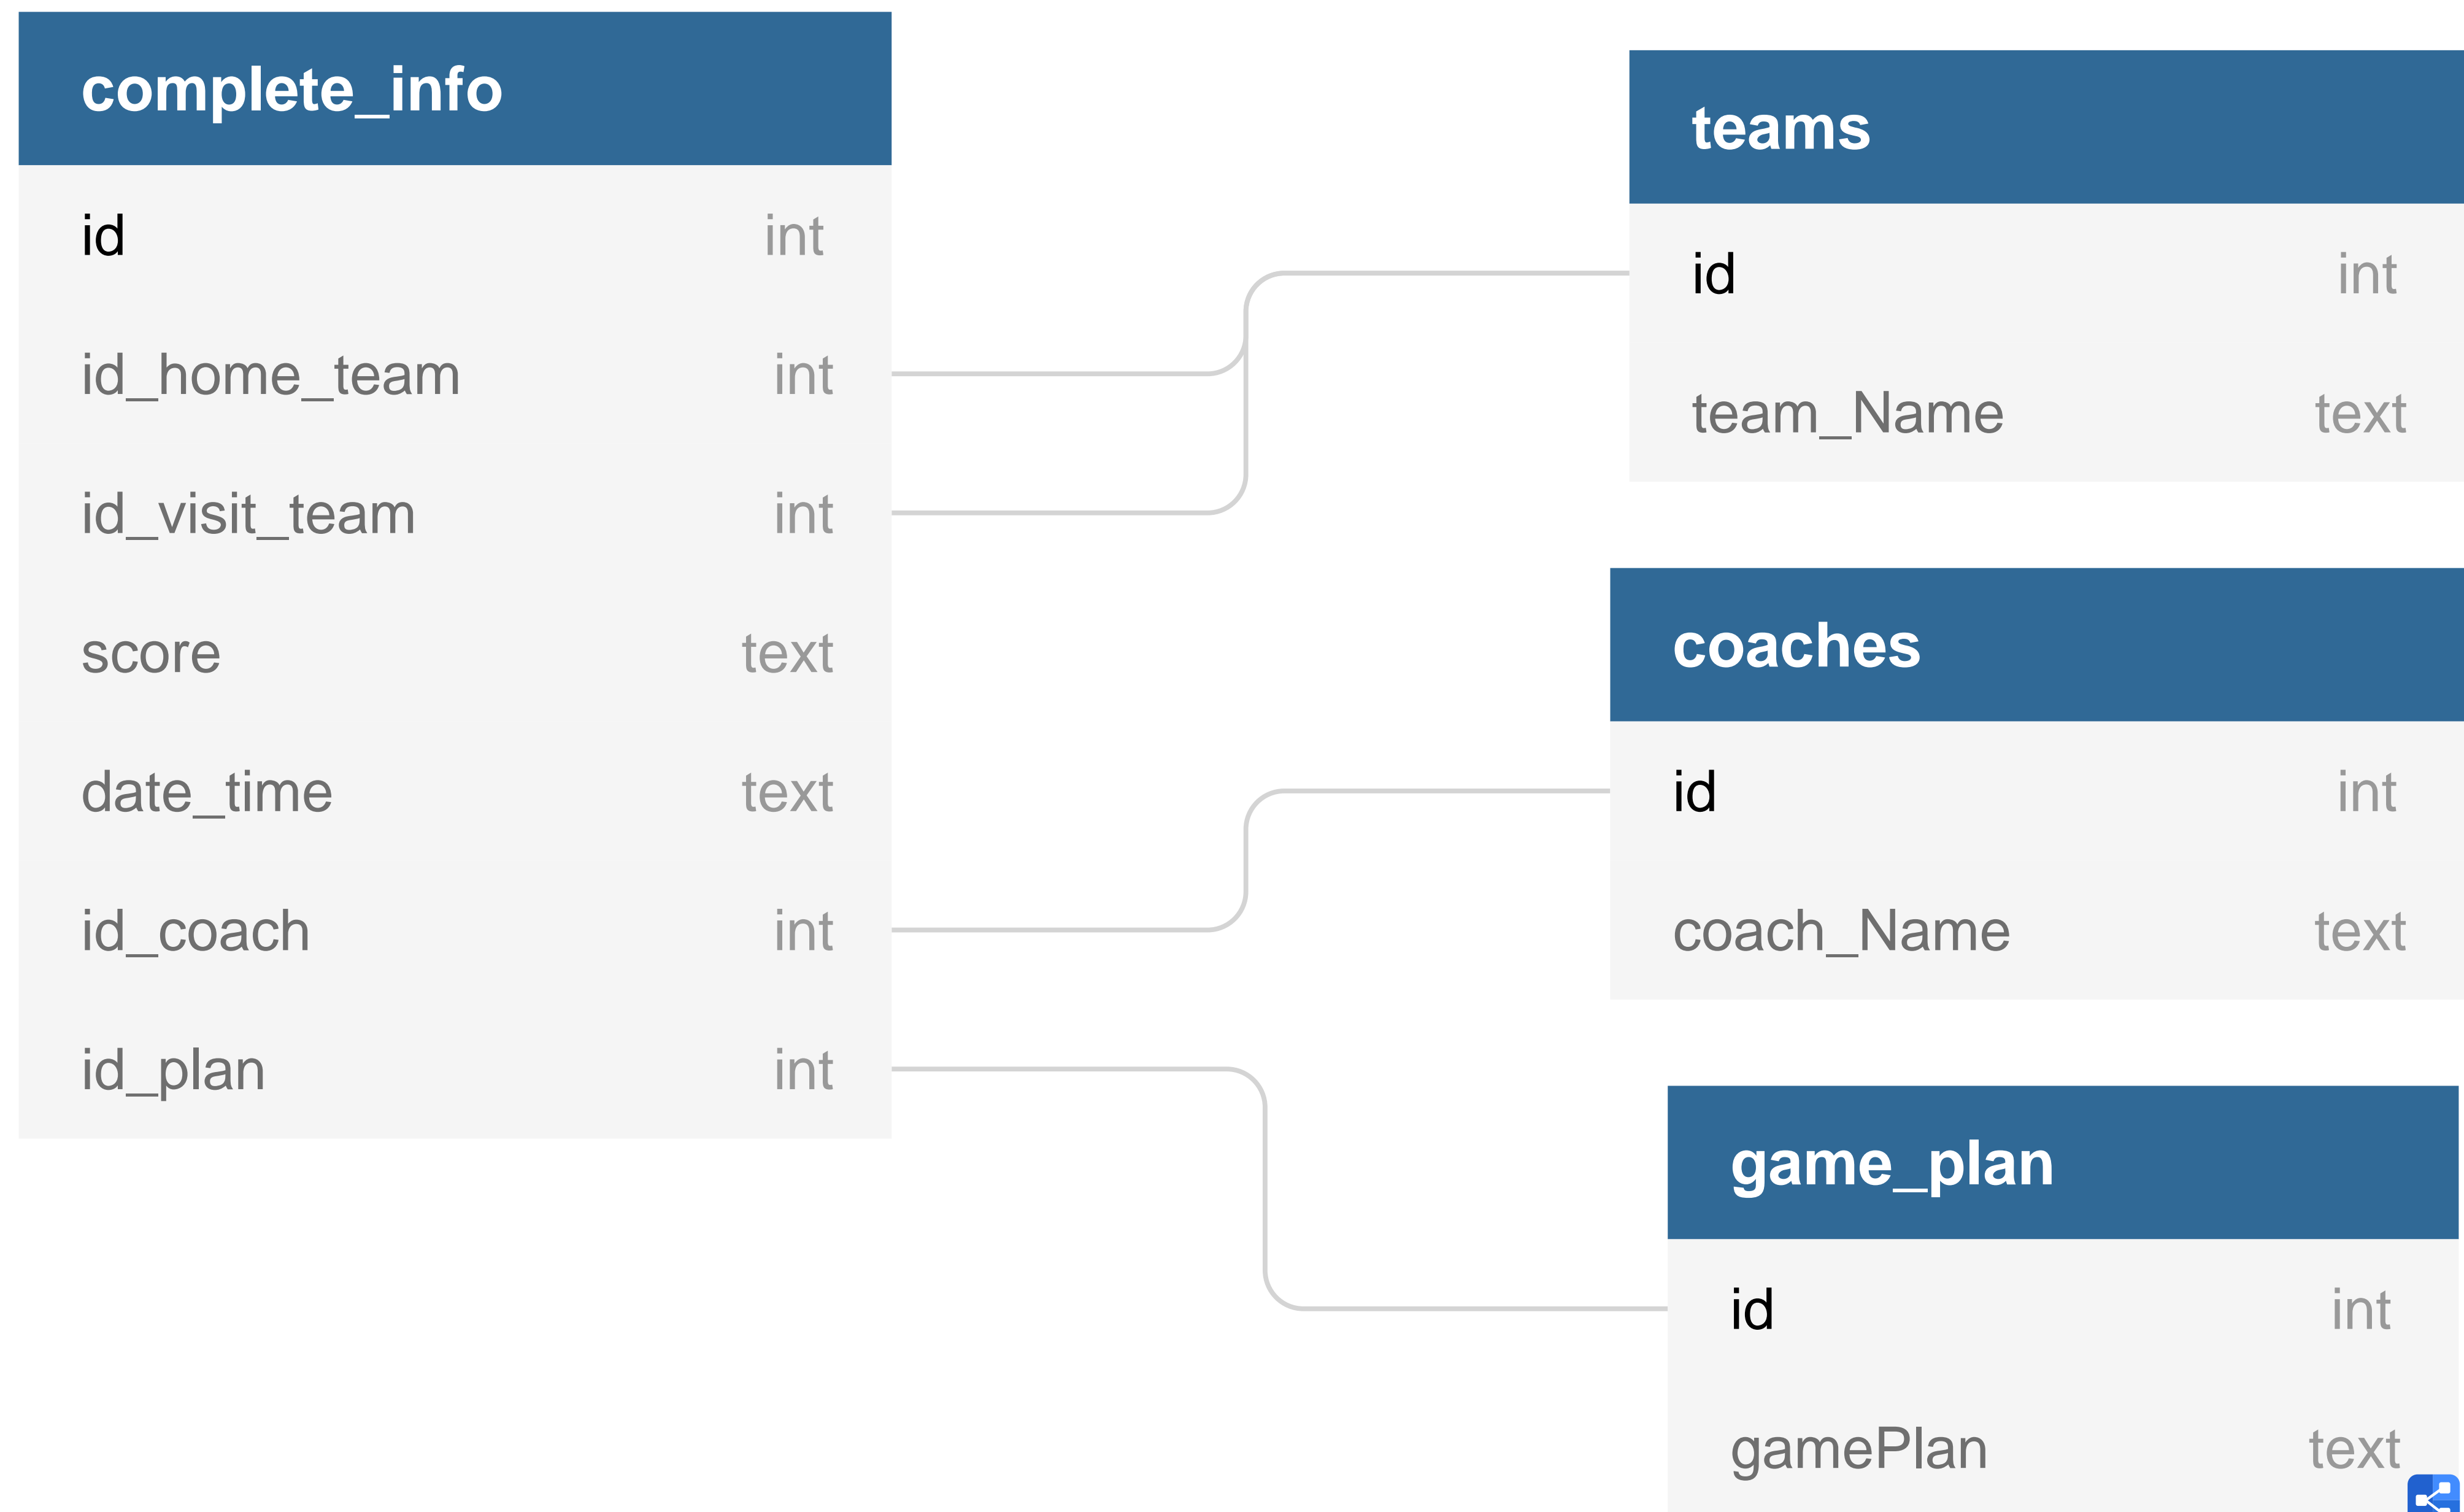 complete_info
id int
id_home_team int
id_visit_team int
score text
date_time text
id_coach int
id_plan int
teams
id int
team_Name text
coaches
id int
coach_Name text
game_plan
id int
gamePlan text